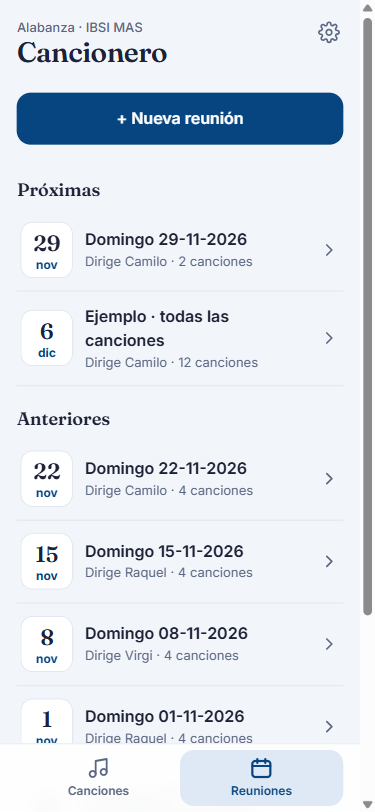 Alabanza · IBSI MAS
Cancionero
+ Nueva reunión
Próximas
29
nov
Domingo 29-11-2026
Dirige Camilo · 2 canciones
6
dic
Ejemplo · todas las
canciones
Dirige Camilo · 12 canciones
Anteriores
22
nov
Domingo 22-11-2026
Dirige Camilo · 4 canciones
15
nov
Domingo 15-11-2026
Dirige Raquel · 4 canciones
8
nov
Domingo 08-11-2026
Dirige Virgi · 4 canciones
1
nov
Domingo 01-11-2026
Dirige Raquel · 4 canciones
Canciones
Reuniones